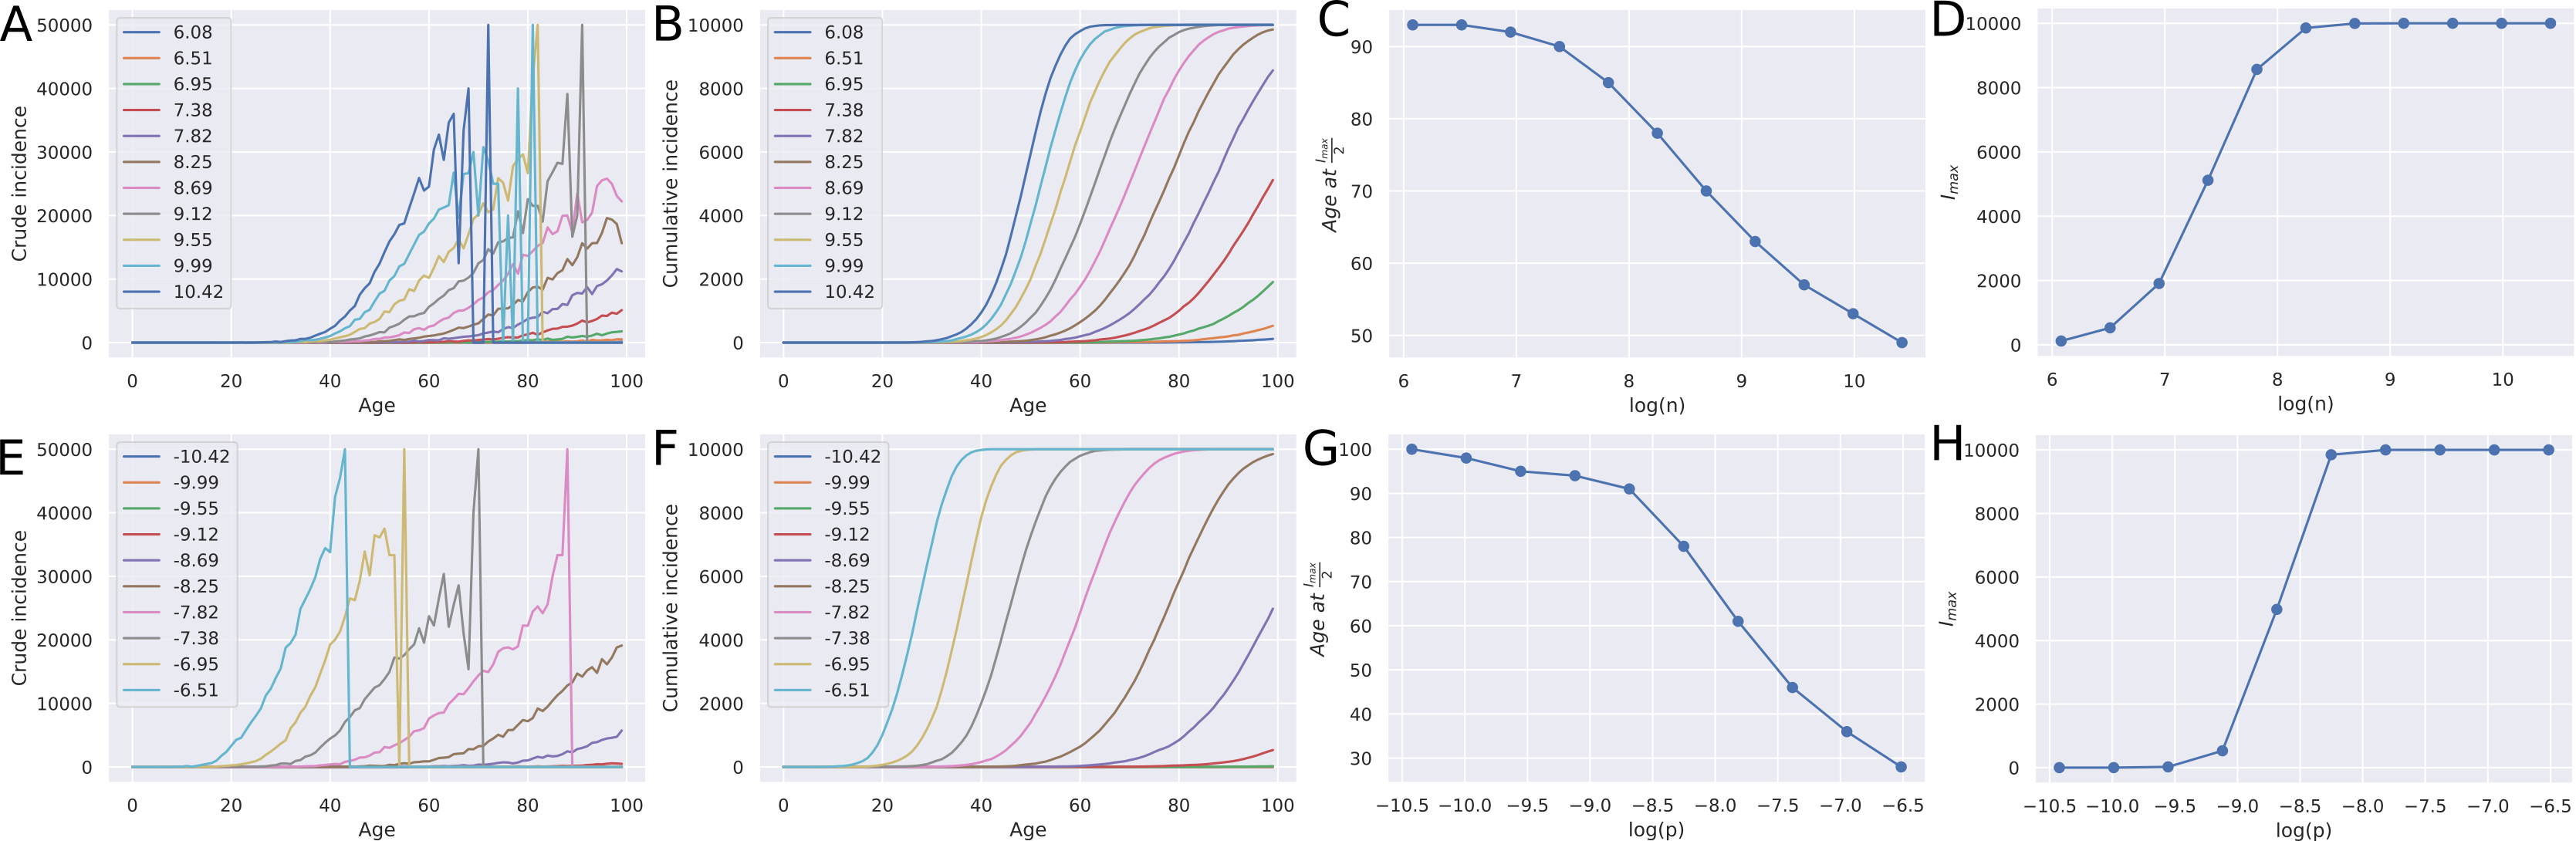 A
Crude incidence
50000
40000
30000
20000
10000
0
6.08
6.51
6.95
7.38
7.82
8.25
8.69
9.12
9.55
9.99
10.42
0 20 40 60 80 100
Age
B
Cumulative incidence
10000
8000
6000
4000
2000
0
6.08
6.51
6.95
7.38
7.82
8.25
8.69
9.12
9.55
9.99
10.42
0 20 40 60 80 100
Age
C
Age at Imax/2
90
80
70
60
50
6 7 8 9 10
log(n)
D
Imax
10000
8000
6000
4000
2000
0
6 7 8 9 10
log(n)
E
Crude incidence
50000
40000
30000
20000
10000
0
-10.42
-9.99
-9.55
-9.12
-8.69
-8.25
-7.82
-7.38
-6.95
-6.51
0 20 40 60 80 100
Age
F
Cumulative incidence
10000
8000
6000
4000
2000
0
-10.42
-9.99
-9.55
-9.12
-8.69
-8.25
-7.82
-7.38
-6.95
-6.51
0 20 40 60 80 100
Age
G
Age at Imax/2
100
90
80
70
60
50
40
30
−10.5 −10.0 −9.5 −9.0 −8.5 −8.0 −7.5 −7.0 −6.5
log(p)
H
Imax
10000
8000
6000
4000
2000
0
−10.5 −10.0 −9.5 −9.0 −8.5 −8.0 −7.5 −7.0 −6.5
log(p)